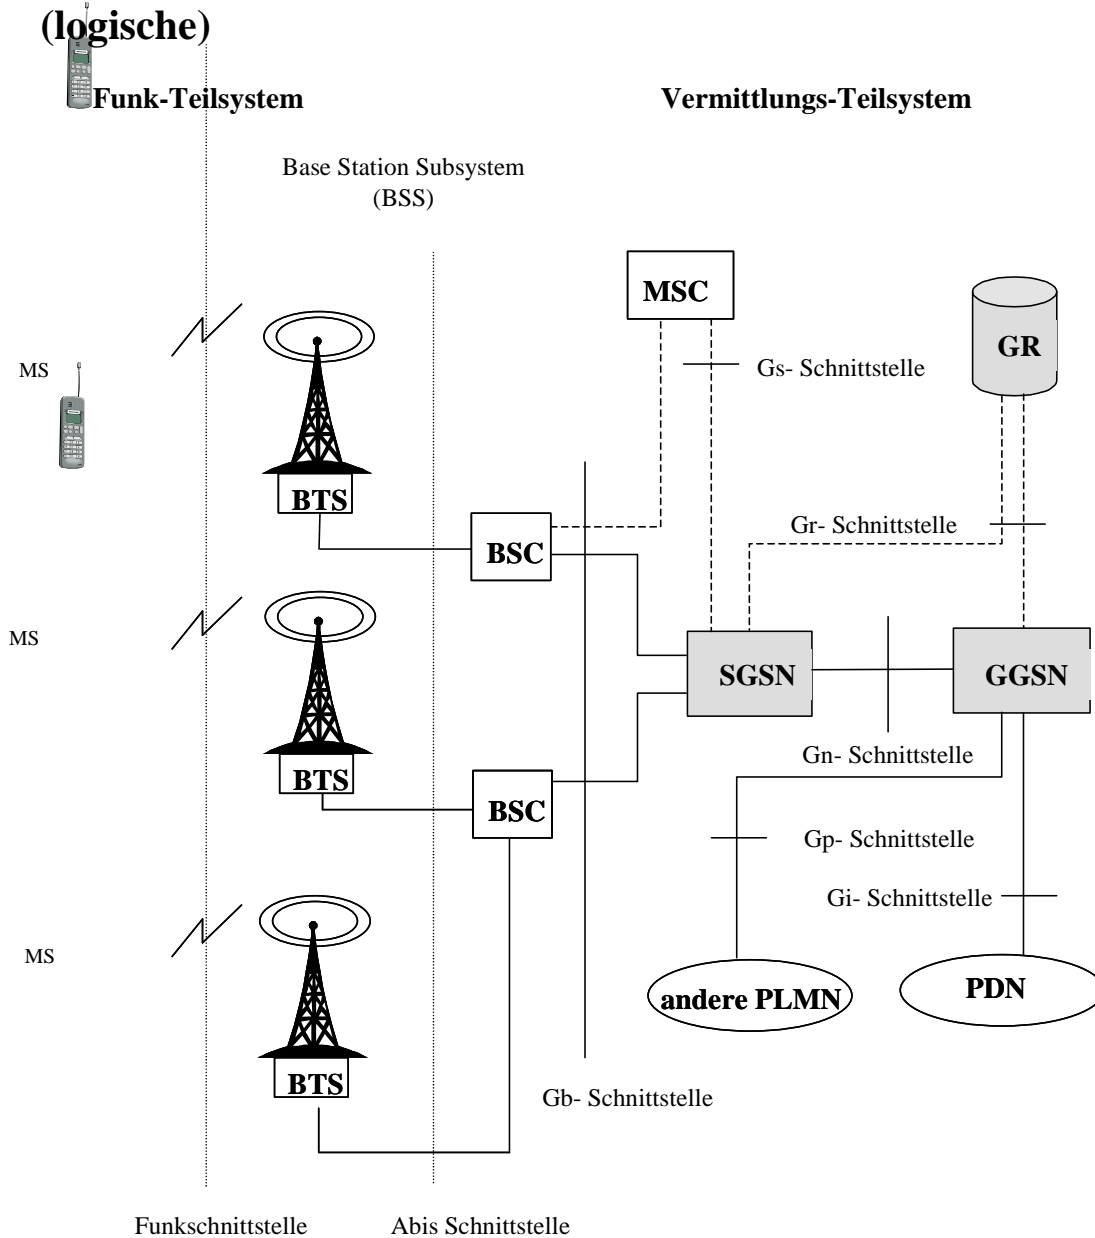 (logische)
Funk-Teilsystem
Vermittlungs-Teilsystem
Base Station Subsystem
(BSS)
MSC
GR
MS
Gs- Schnittstelle
BTS
Gr- Schnittstelle
BSC
MS
SGSN
GGSN
Gn- Schnittstelle
BTS
BSC
Gp- Schnittstelle
Gi- Schnittstelle
MS
andere PLMN
PDN
BTS
Gb- Schnittstelle
Funkschnittstelle
Abis Schnittstelle